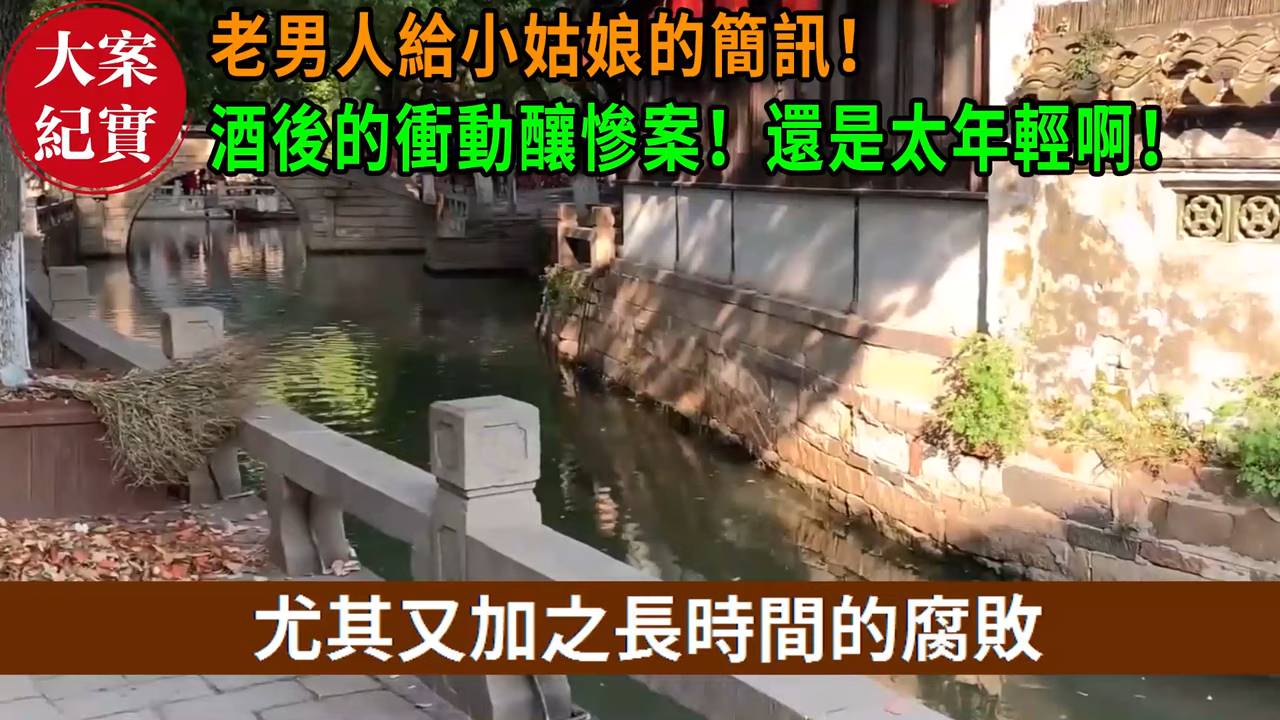 大案
紀實
老男人給小姑娘的簡訊！
酒後的衝動釀慘案！還是太年輕啊！
尤其又加之長時間的腐敗